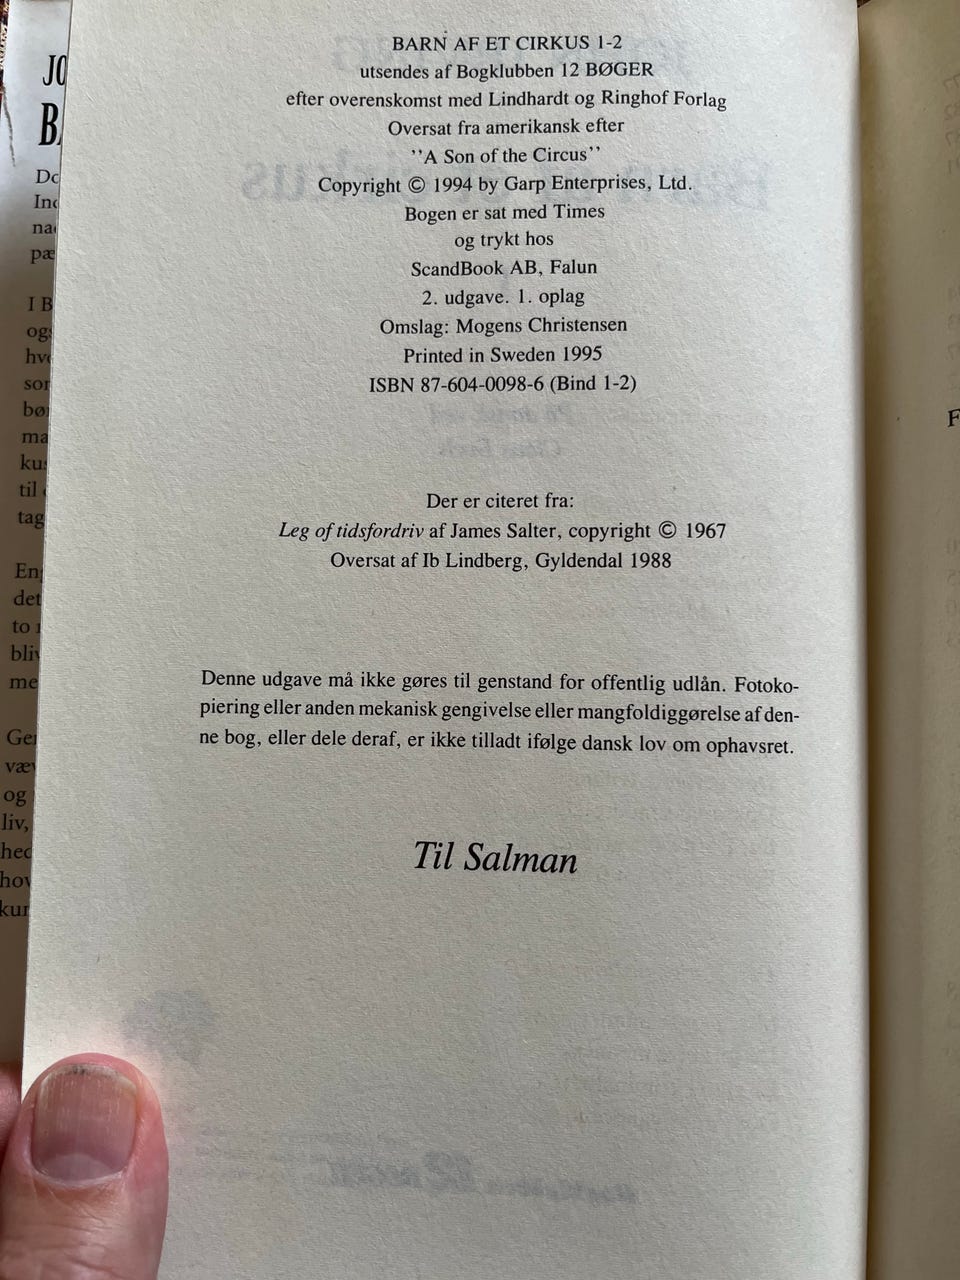 BARN AF ET CIRKUS 1-2
utsendes af Bogklubben 12 BØGER
efter overenskomst med Lindhardt og Ringhof Forlag
Oversat fra amerikansk efter
’’A Son of the Circus’’
Copyright © 1994 by Garp Enterprises, Ltd.
Bogen er sat med Times
og trykt hos
ScandBook AB, Falun
2. udgave. 1. oplag
Omslag: Mogens Christensen
Printed in Sweden 1995
ISBN 87-604-0098-6 (Bind 1-2)
Der er citeret fra:
Leg of tidsfordriv af James Salter, copyright © 1967
Oversat af Ib Lindberg, Gyldendal 1988
Denne udgave må ikke gøres til genstand for offentlig udlån. Fotoko-
piering eller anden mekanisk gengivelse eller mangfoldiggørelse af den-
ne bog, eller dele deraf, er ikke tilladt ifølge dansk lov om ophavsret.
Til Salman